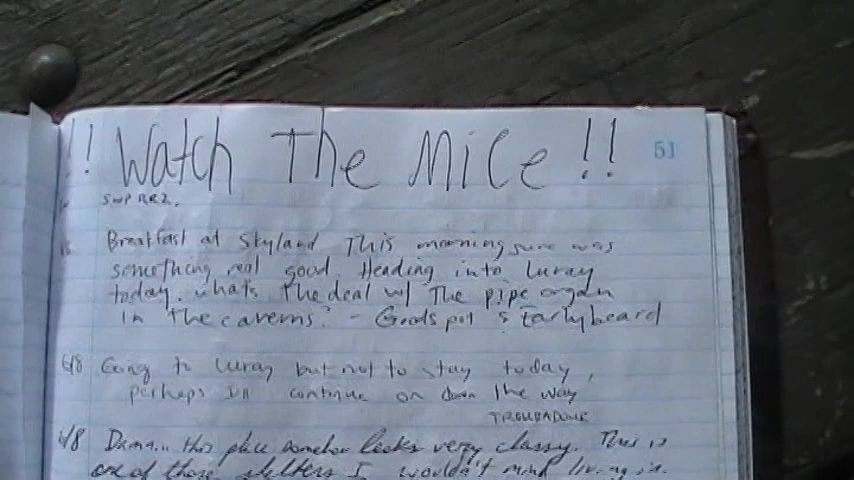 !! Watch The Mice !! 51
Breakfast at Skyland This morning sure was
something real good. Heading into Luray
today. whats The deal w/ The pipe organ
in The caverns? - Goods pot & Earlybeard
6/8 Going to Luray but not to stay today,
perhaps I'll continue on down The way
TROUBADOUR
6/8 Damn... this place somehow looks very classy. This is
one of those shelters I wouldn't mind living in.